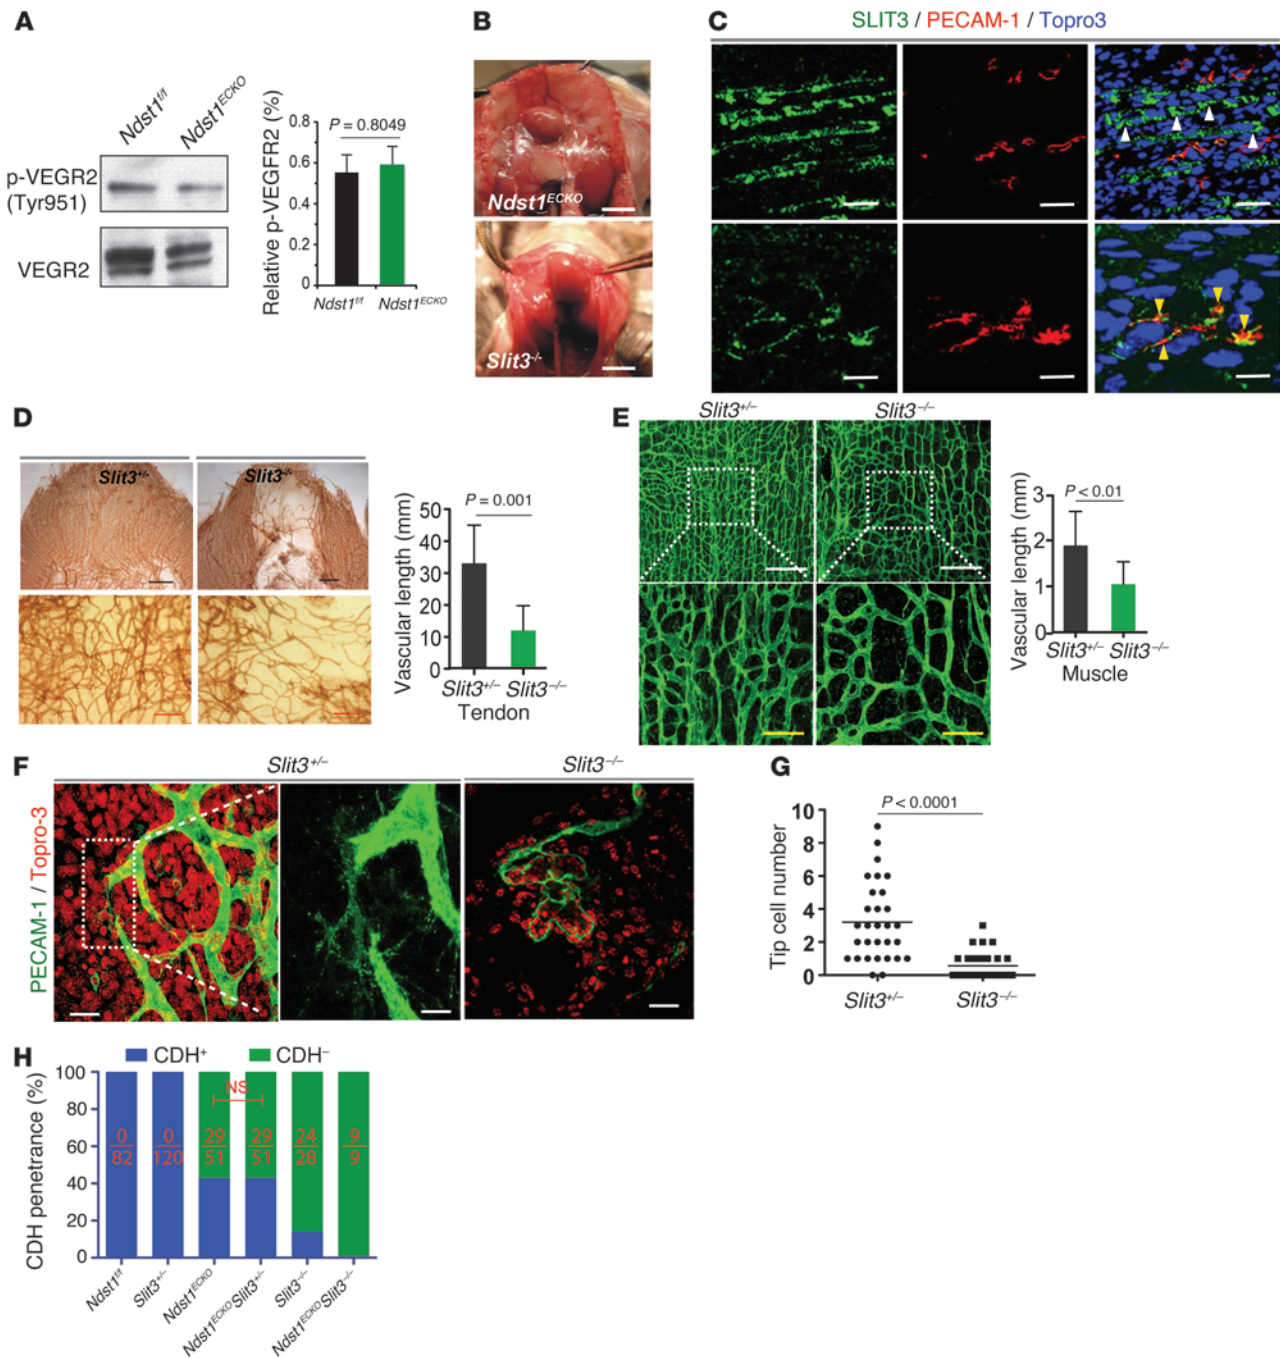 A
Ndst1f/f
Ndst1ECKO
p-VEGR2
(Tyr951)
VEGR2
Relative p-VEGFR2 (%)
0.8
0.6
0.4
0.2
0
P = 0.8049
Ndst1f/f
Ndst1ECKO
B
Ndst1ECKO
Slit3-/-
C
SLIT3 / PECAM-1 / Topro3
D
Slit3+/-
Slit3-/-
Vascular length (mm)
50
40
30
20
10
0
P = 0.001
Slit3+/–
Slit3–/–
Tendon
E
Slit3+/–
Slit3–/–
Vascular length (mm)
3
2
1
0
P < 0.01
Slit3+/–
Slit3–/–
Muscle
F
Slit3+/–
Slit3–/–
PECAM-1 / Topro-3
G
P < 0.0001
Tip cell number
10
8
6
4
2
0
Slit3+/–
Slit3–/–
H
CDH+
CDH–
CDH penetrance (%)
100
80
60
40
20
0
NS
0
82
0
120
29
51
29
51
24
28
9
9
Ndst1f/f
Slit3+/–
Ndst1ECKO
Ndst1ECKOSlit3+/–
Slit3–/–
Ndst1ECKOSlit3–/–